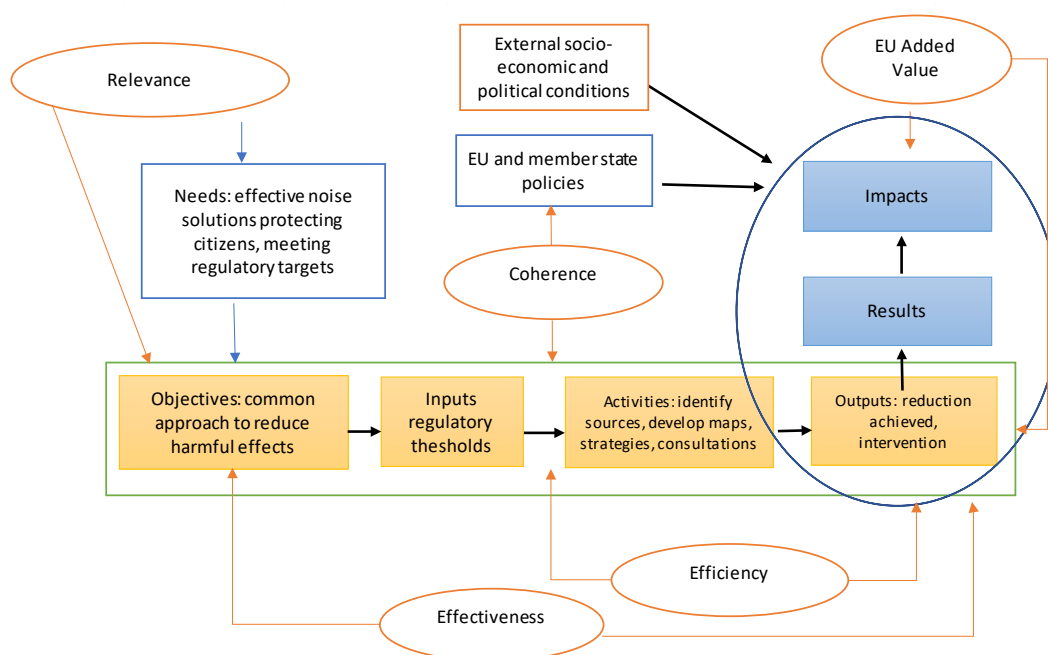 Relevance
External socio-
economic and
political conditions
EU Added
Value
Needs: effective noise
solutions protecting
citizens, meeting
regulatory targets
EU and member state
policies
Impacts
Coherence
Results
Objectives: common
approach to reduce
harmful effects
Inputs
regulatory
thesholds
Activities: identify
sources, develop maps,
strategies, consultations
Outputs: reduction
achieved,
intervention
Efficiency
Effectiveness